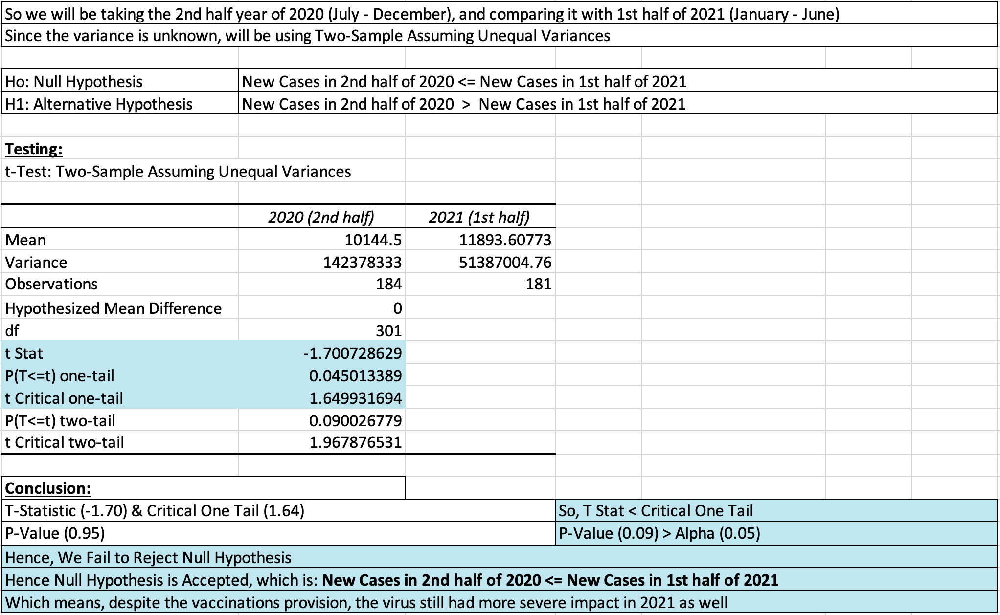 So we will be taking the 2nd half year of 2020 (July - December), and comparing it with 1st half of 2021 (January - June)
Since the variance is unknown, will be using Two-Sample Assuming Unequal Variances
Ho: Null Hypothesis New Cases in 2nd half of 2020 <= New Cases in 1st half of 2021
H1: Alternative Hypothesis New Cases in 2nd half of 2020 > New Cases in 1st half of 2021
Testing:
t-Test: Two-Sample Assuming Unequal Variances
2020 (2nd half) 2021 (1st half)
Mean 10144.5 11893.60773
Variance 142378333 51387004.76
Observations 184 181
Hypothesized Mean Difference 0
df 301
t Stat -1.700728629
P(T<=t) one-tail 0.045013389
t Critical one-tail 1.649931694
P(T<=t) two-tail 0.090026779
t Critical two-tail 1.967876531
Conclusion:
T-Statistic (-1.70) & Critical One Tail (1.64) So, T Stat < Critical One Tail
P-Value (0.95) P-Value (0.09) > Alpha (0.05)
Hence, We Fail to Reject Null Hypothesis
Hence Null Hypothesis is Accepted, which is: New Cases in 2nd half of 2020 <= New Cases in 1st half of 2021
Which means, despite the vaccinations provision, the virus still had more severe impact in 2021 as well